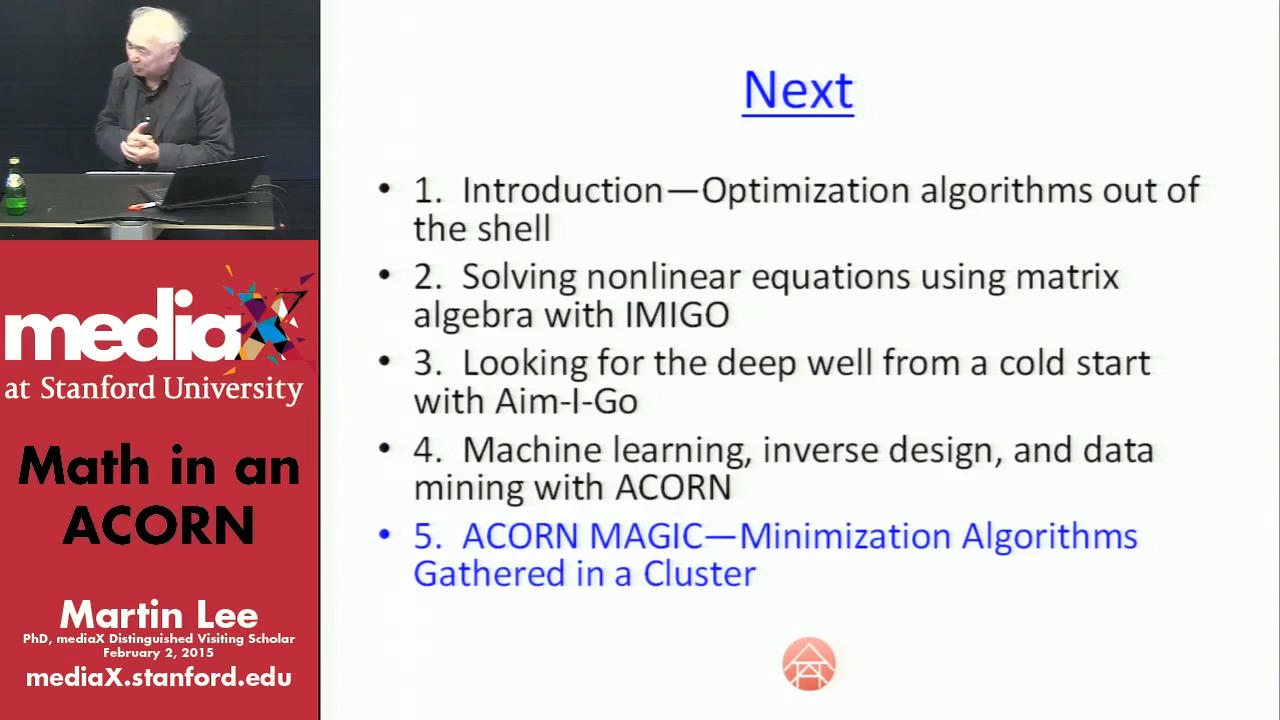 mediaX
at Stanford University
Math in an
ACORN
Martin Lee
PhD, mediaX Distinguished Visiting Scholar
February 2, 2015
mediaX.stanford.edu
Next
• 1. Introduction—Optimization algorithms out of
the shell
• 2. Solving nonlinear equations using matrix
algebra with IMIGO
• 3. Looking for the deep well from a cold start
with Aim-I-Go
• 4. Machine learning, inverse design, and data
mining with ACORN
• 5. ACORN MAGIC—Minimization Algorithms
Gathered in a Cluster